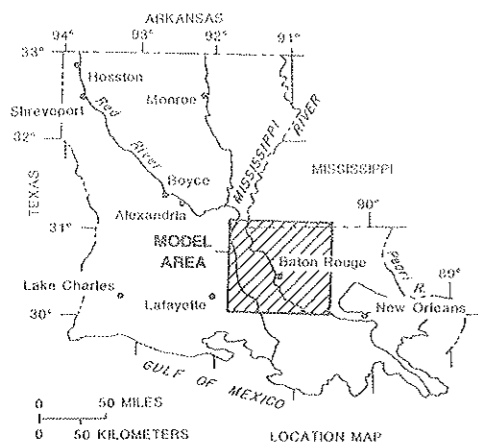 ARKANSAS
94° 93° 92° 91°
33°
Hosston
Shreveport
Red
River
Monroe
MISSISSIPPI
RIVER
32°
TEXAS
MISSISSIPPI
Boyce
Alexandria
90°
31°
MODEL
AREA
Baton Rouge
Pearl R.
89°
Lake Charles
Lafayette
New Orleans
30°
GULF OF MEXICO
0 50 MILES
0 50 KILOMETERS
LOCATION MAP